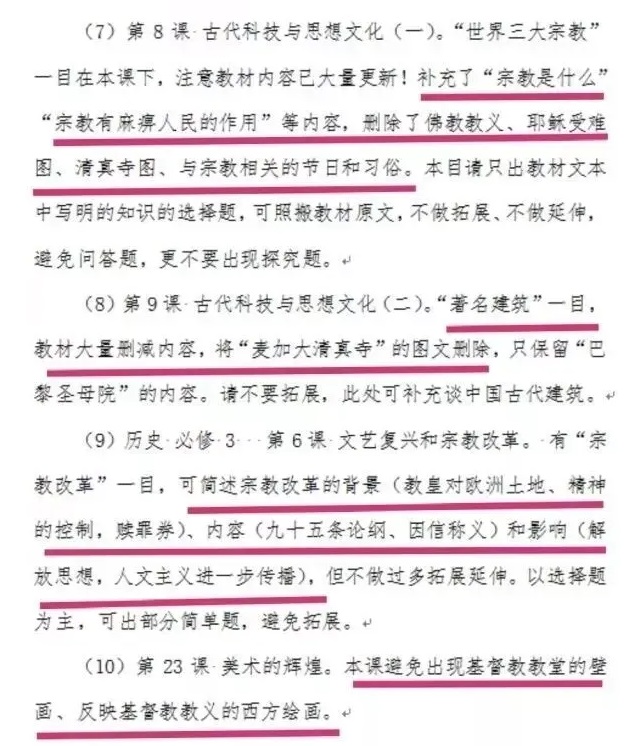 （7）第 8 课·古代科技与思想文化（一）。“世界三大宗教”
一目在本课下，注意教材内容已大量更新！补充了“宗教是什么”
“宗教有麻痹人民的作用”等内容，删除了佛教教义、耶稣受难
图、清真寺图、与宗教相关的节日和习俗。本目请只出教材文本
中写明的知识的选择题，可照搬教材原文，不做拓展、不做延伸，
避免问答题，更不要出现探究题。↵
（8）第 9 课·古代科技与思想文化（二）。“著名建筑”一目，
教材大量删减内容，将“麦加大清真寺”的图文删除，只保留“巴
黎圣母院”的内容。请不要拓展，此处可补充谈中国古代建筑。↵
（9）历史·必修·3···第 6 课·文艺复兴和宗教改革。·有“宗
教改革”一目，可简述宗教改革的背景（教皇对欧洲土地、精神
的控制，赎罪券）、内容（九十五条论纲、因信称义）和影响（解
放思想，人文主义进一步传播），但不做过多拓展延伸。以选择题
为主，可出部分简单题，避免拓展。↵
（10）第 23 课·美术的辉煌。本课避免出现基督教教堂的壁
画、反映基督教教义的西方绘画。↵